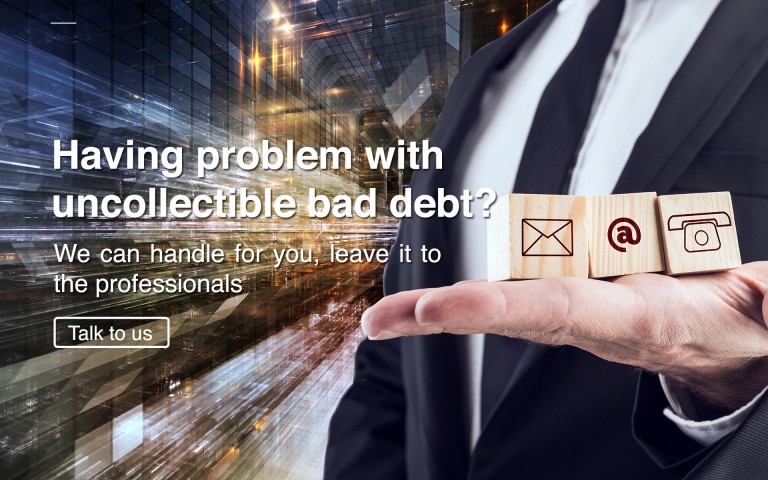 Having problem with
uncollectible bad debt?
We can handle for you, leave it to
the professionals
Talk to us
@